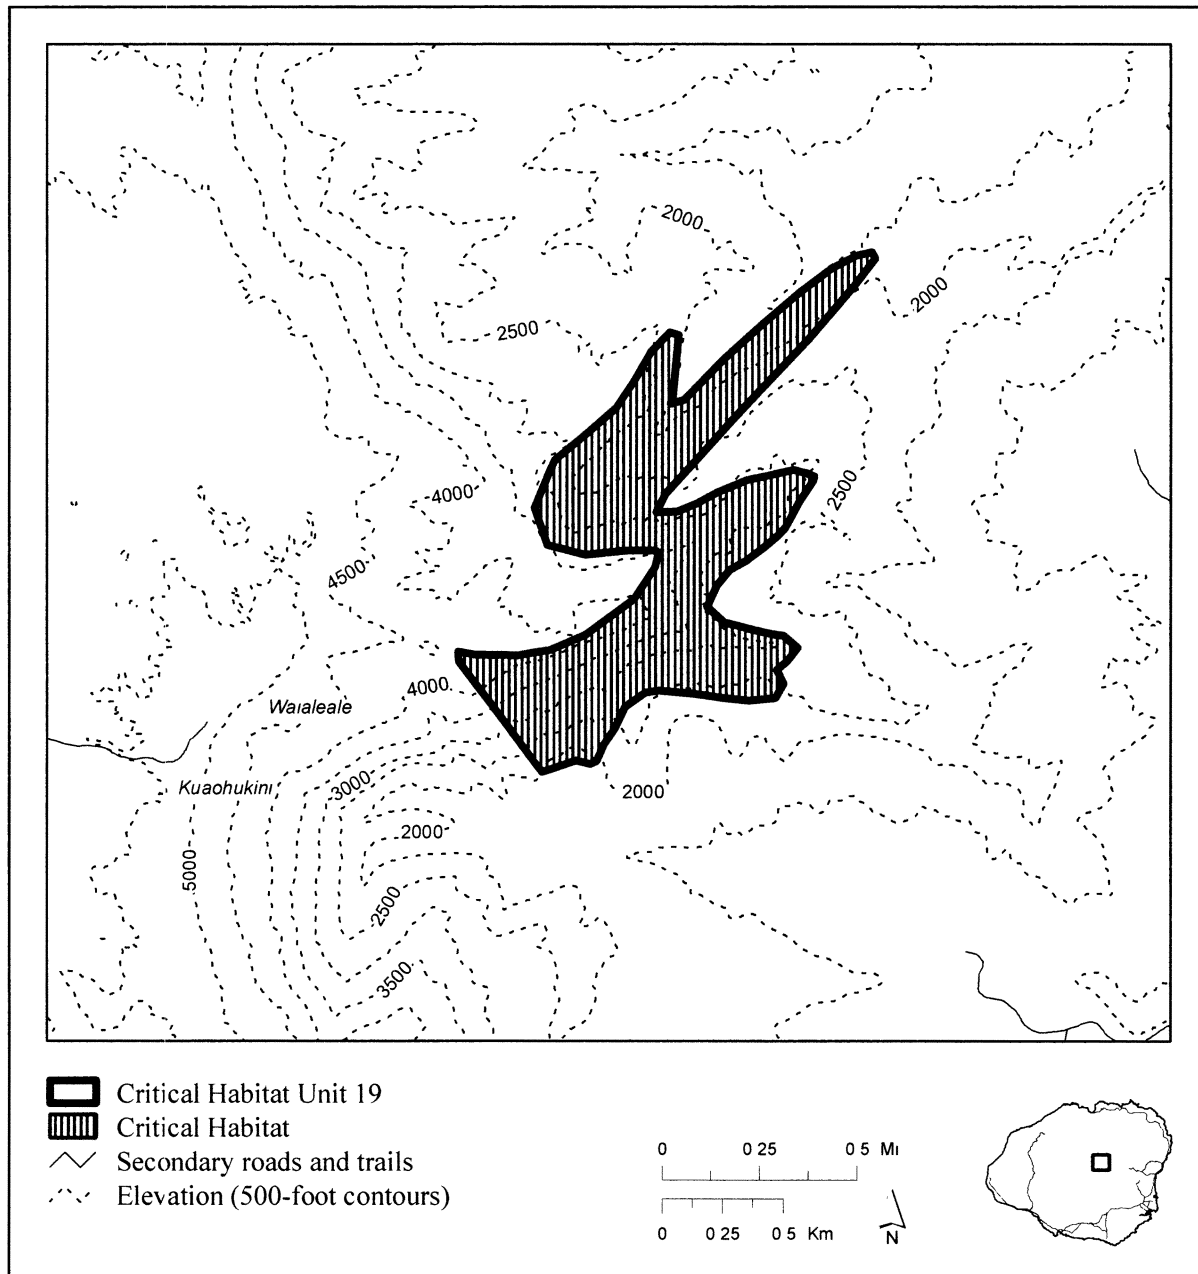 2000
2000
2500
4000
2500
4500
4000
Waialeale
3000
Kuaohukini
2000
2000
5000
2500
3500
Critical Habitat Unit 19
Critical Habitat
Secondary roads and trails
Elevation (500-foot contours)
0 0 25 0 5 Mi
0 0 25 0 5 Km
N